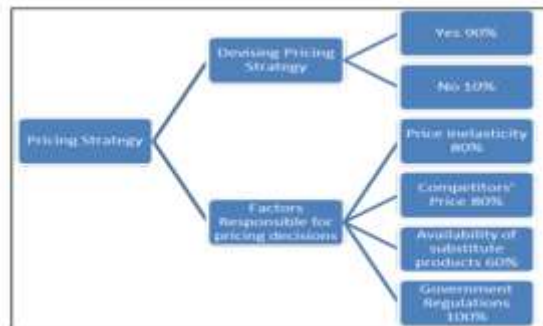 Pricing Strategy
Devising Pricing
Strategy
Yes 90%
No 10%
Factors
Responsible for
pricing decisions
Price inelasticity
80%
Competitors'
Price 80%
Availability of
substitute
products 60%
Government
Regulations
100%